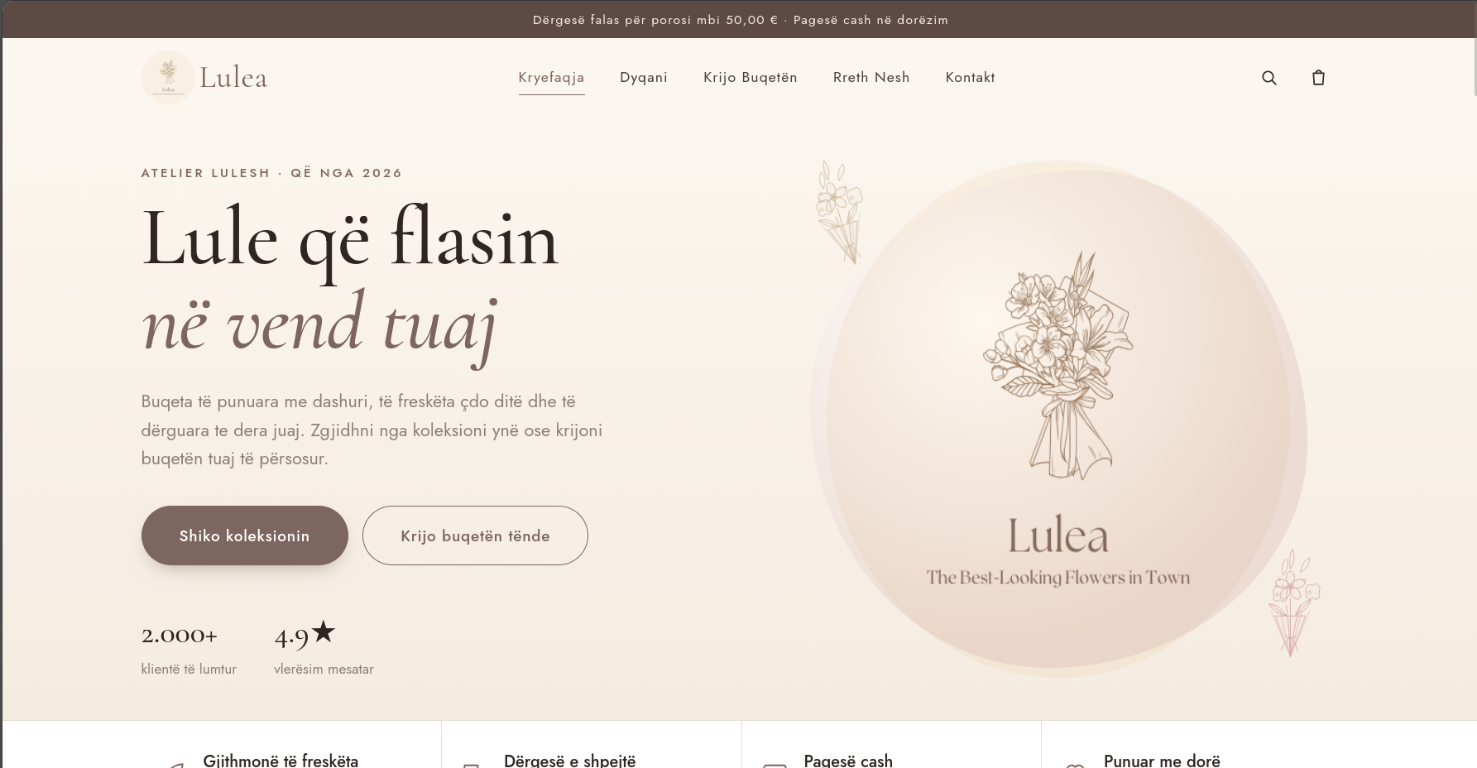 Dërgesë falas për porosi mbi 50,00 € · Pagesë cash në dorëzim
Lulea
Kryefaqja
Dyqani
Krijo Buqetën
Rreth Nesh
Kontakt
ATELIER LULESH · QË NGA 2026
Lule që flasin
në vend tuaj
Buqeta të punuara me dashuri, të freskëta çdo ditë dhe të
dërguara te dera juaj. Zgjidhni nga koleksioni ynë ose krijoni
buqetën tuaj të përsosur.
Shiko koleksionin
Krijo buqetën tënde
2.000+
klientë të lumtur
4.9★
vlerësim mesatar
Lulea
The Best-Looking Flowers in Town
Gjithmonë të freskëta
Dërgesë e shpejtë
Pagesë cash
Punuar me dorë